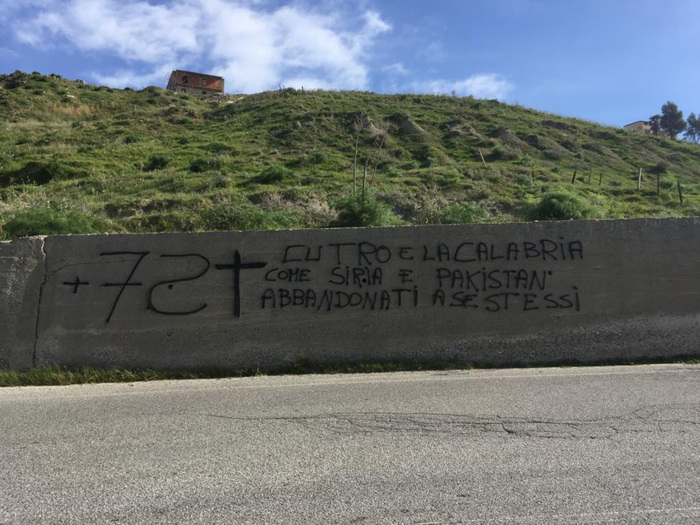 +72† CUTRO E LA CALABRIA
COME SIRIA E PAKISTAN
ABBANDONATI A SE STESSI